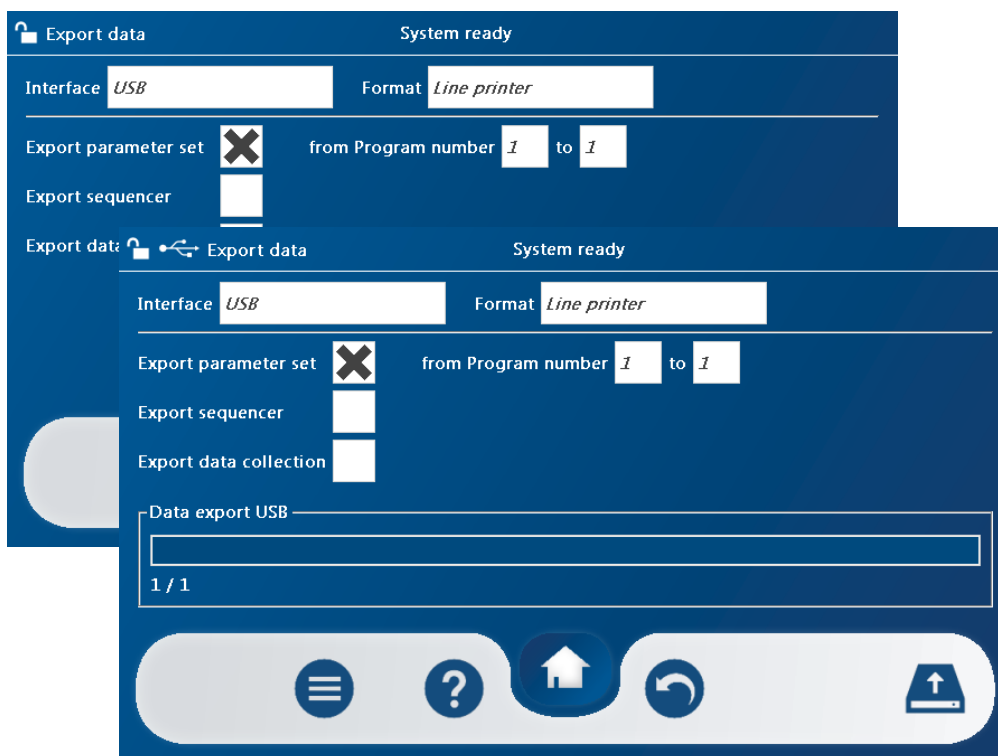 Export data System ready
Interface USB Format Line printer
Export parameter set from Program number 1 to 1
Export sequencer
Export data
Export data System ready
Interface USB Format Line printer
Export parameter set from Program number 1 to 1
Export sequencer
Export data collection
Data export USB
1 / 1
?